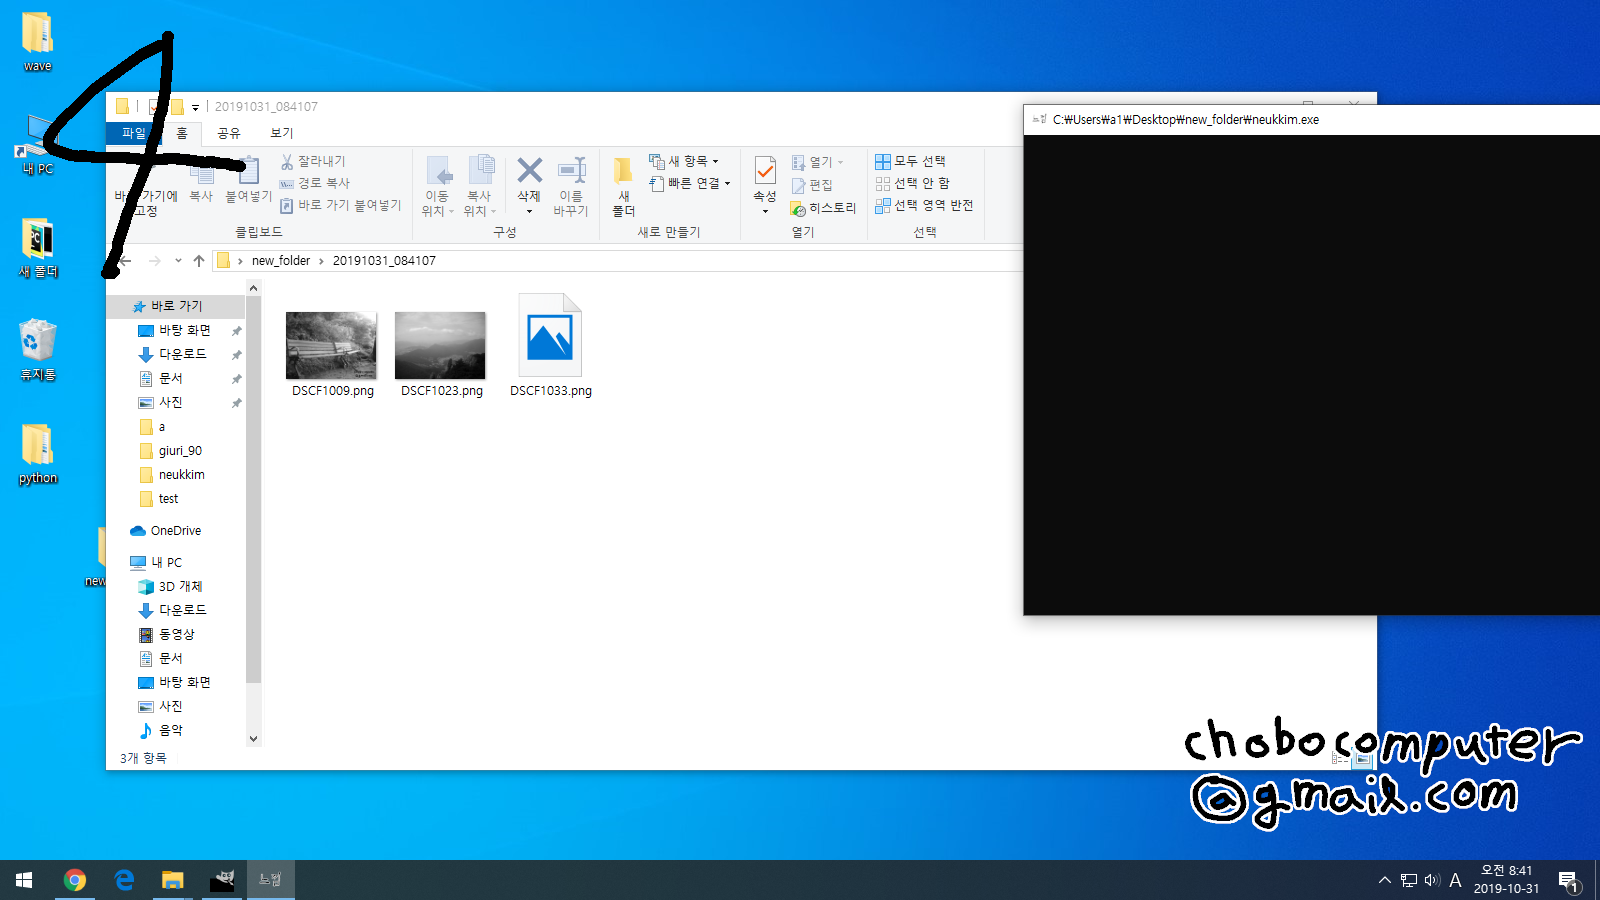 wave
4
20191031_084107
C:₩Users₩a1₩Desktop₩new_folder₩neukkim.exe
파일
홈
공유
보기
내 PC
잘라내기
경로 복사
바로 가기 붙여넣기
복사
붙여넣기
고정
클립보드
이동
위치
복사
위치
삭제
이름
바꾸기
구성
새
폴더
새 항목
빠른 연결
새로 만들기
속성
열기
편집
히스토리
열기
모두 선택
선택 안 함
선택 영역 반전
선택
새 폴더
new_folder
20191031_084107
바로 가기
바탕 화면
다운로드
문서
사진
a
giuri_90
neukkim
test
OneDrive
내 PC
3D 개체
다운로드
동영상
문서
바탕 화면
사진
음악
3개 항목
DSCF1009.png
DSCF1023.png
DSCF1033.png
휴지통
python
new
chobocomputer
@gmail.com
느낌
A
오전 8:41
2019-10-31
1